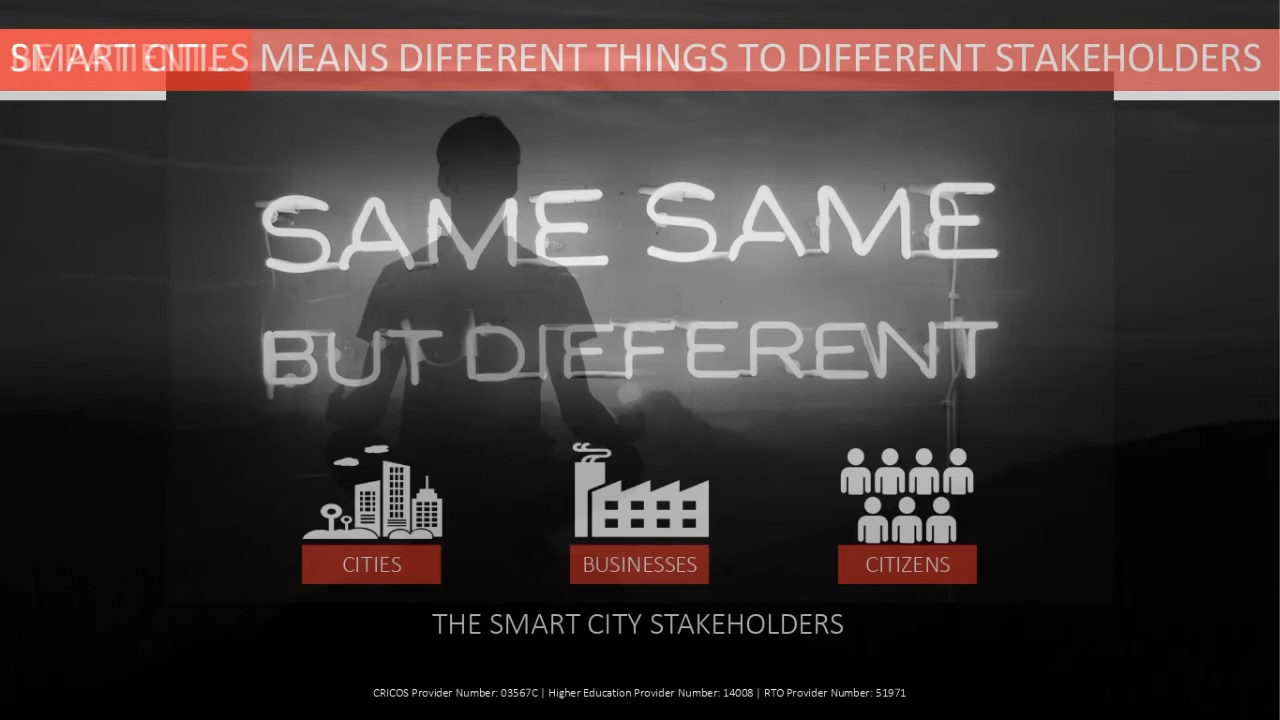 SMART CITIES MEANS DIFFERENT THINGS TO DIFFERENT STAKEHOLDERS
SAME SAME
BUT DIFFERENT
CITIES
BUSINESSES
CITIZENS
THE SMART CITY STAKEHOLDERS
CRICOS Provider Number: 03567C | Higher Education Provider Number: 14008 | RTO Provider Number: 51971